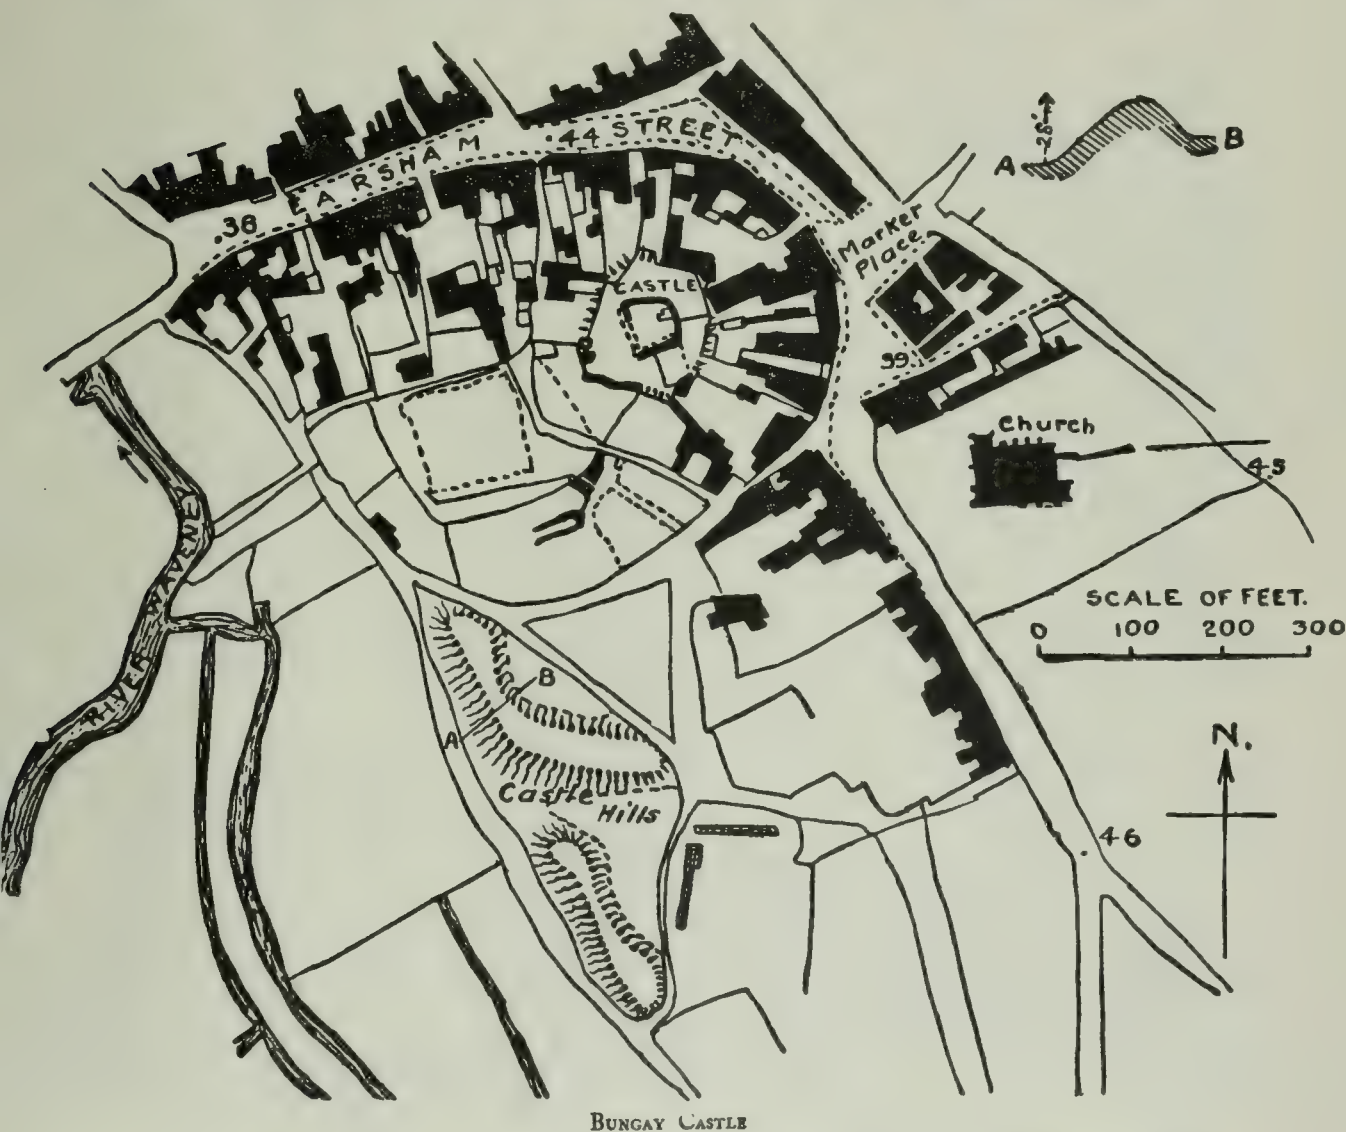 EARSHAM
.44 STREET
.38
28'
A
B
Market
Place
CASTLE
39.
Church
45
SCALE OF FEET.
0 100 200 300
RIVER WAVENEY
B
A
Castle
Hills
N.
46
BUNGAY CASTLE